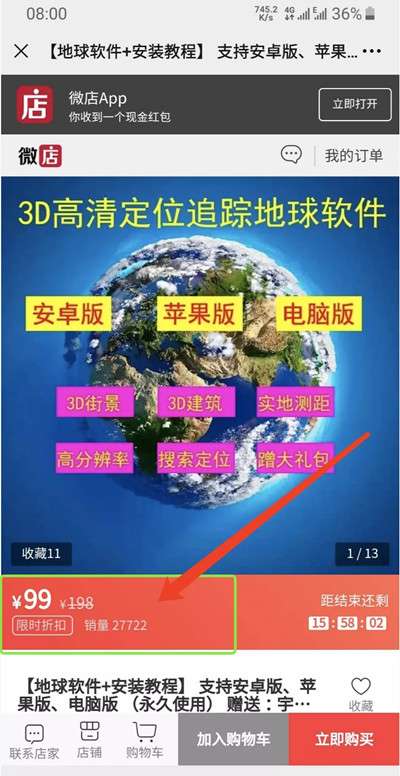 08:00 745.2 K/s 4G E 36%
【地球软件+安装教程】 支持安卓版、苹果...
店 微店App 立即打开
你收到一个现金红包
微店 我的订单
3D高清定位追踪地球软件
安卓版 苹果版 电脑版
3D街景 3D建筑 实地测距
高分辨率 搜索定位 蹭大礼包
收藏11 1 / 13
¥99 ¥198 距结束还剩
限时折扣 销量 27722 15:58:02
【地球软件+安装教程】 支持安卓版、苹
果版、电脑版 （永久使用） 赠送：宇… 收藏
联系店家 店铺 购物车 加入购物车 立即购买